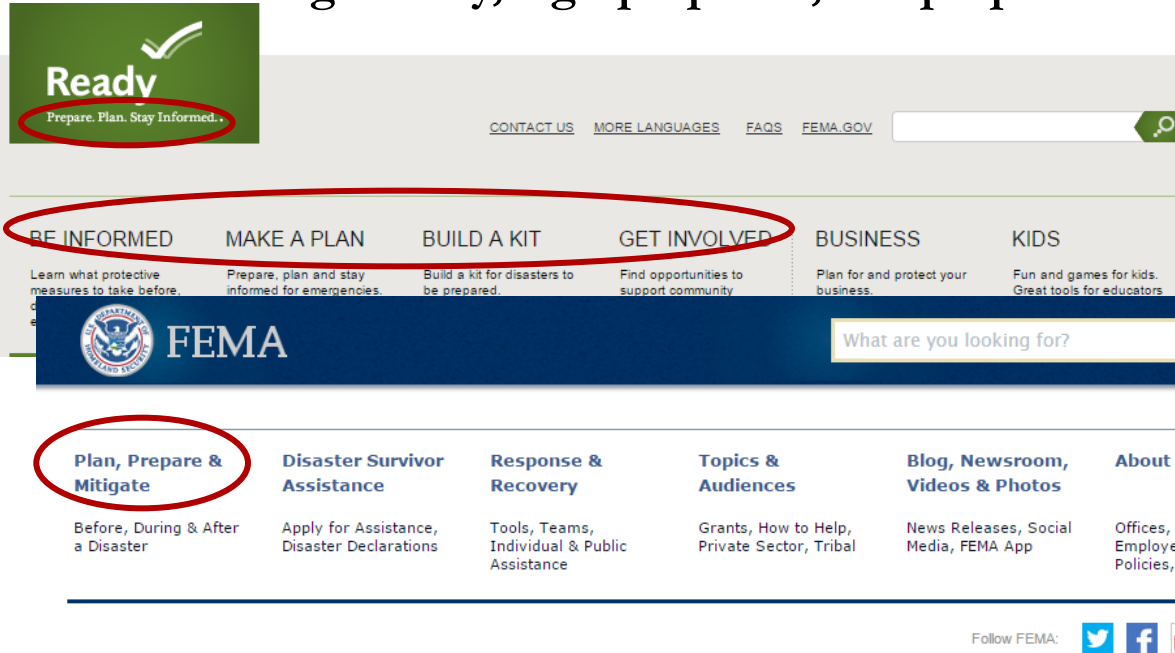 Ready
Prepare. Plan. Stay Informed.
CONTACT US MORE LANGUAGES FAQS FEMA.GOV
BE INFORMED MAKE A PLAN BUILD A KIT GET INVOLVED BUSINESS KIDS
Learn what protective Prepare, plan and stay Build a kit for disasters to Find opportunities to Plan for and protect your Fun and games for kids.
measures to take before, informed for emergencies. be prepared. support community business. Great tools for educators
FEMA What are you looking for?
Plan, Prepare & Disaster Survivor Response & Topics & Blog, Newsroom, About
Mitigate Assistance Recovery Audiences Videos & Photos
Before, During & After Apply for Assistance, Tools, Teams, Grants, How to Help, News Releases, Social Offices,
a Disaster Disaster Declarations Individual & Public Private Sector, Tribal Media, FEMA App
Assistance Policies,
Follow FEMA: